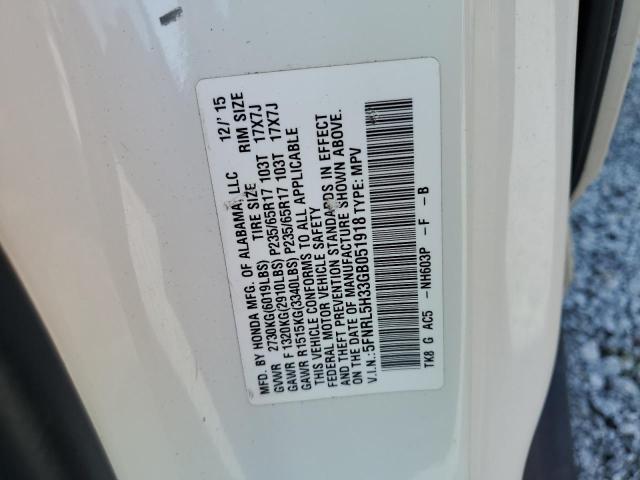 MFD. BY HONDA MFG. OF ALABAMA, LLC 12/'15
TIRE SIZE RIM SIZE
GVWR 2730KG(6019LBS)
GAWR F 1320KG(2910LBS) P235/65R17 103T 17X7J
GAWR R 1515KG(3340LBS) P235/65R17 103T 17X7J
THIS VEHICLE CONFORMS TO ALL APPLICABLE
FEDERAL MOTOR VEHICLE SAFETY
AND THEFT PREVENTION STANDARDS IN EFFECT
ON THE DATE OF MANUFACTURE SHOWN ABOVE.
V.I.N.: 5FNRL5H33GB051918 TYPE: MPV
TK8 G AC5 -NH603P -F -B